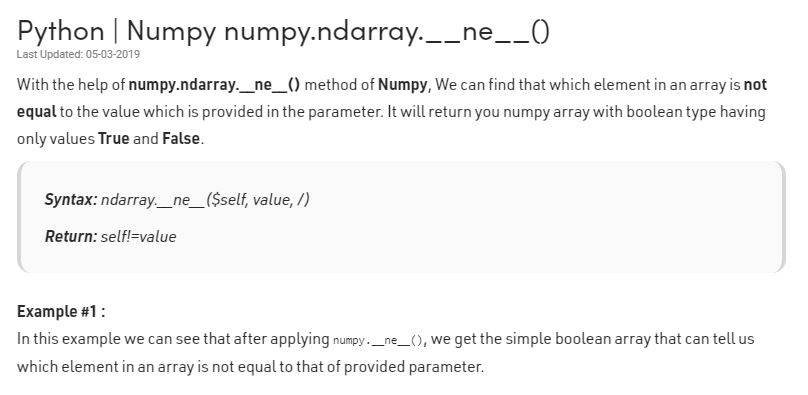 Python | Numpy numpy.ndarray.__ne__()
Last Updated: 05-03-2019
With the help of numpy.ndarray.__ne__() method of Numpy, We can find that which element in an array is not
equal to the value which is provided in the parameter. It will return you numpy array with boolean type having
only values True and False.
Syntax: ndarray.__ne__($self, value, /)
Return: self!=value
Example #1 :
In this example we can see that after applying numpy.__ne__(), we get the simple boolean array that can tell us
which element in an array is not equal to that of provided parameter.